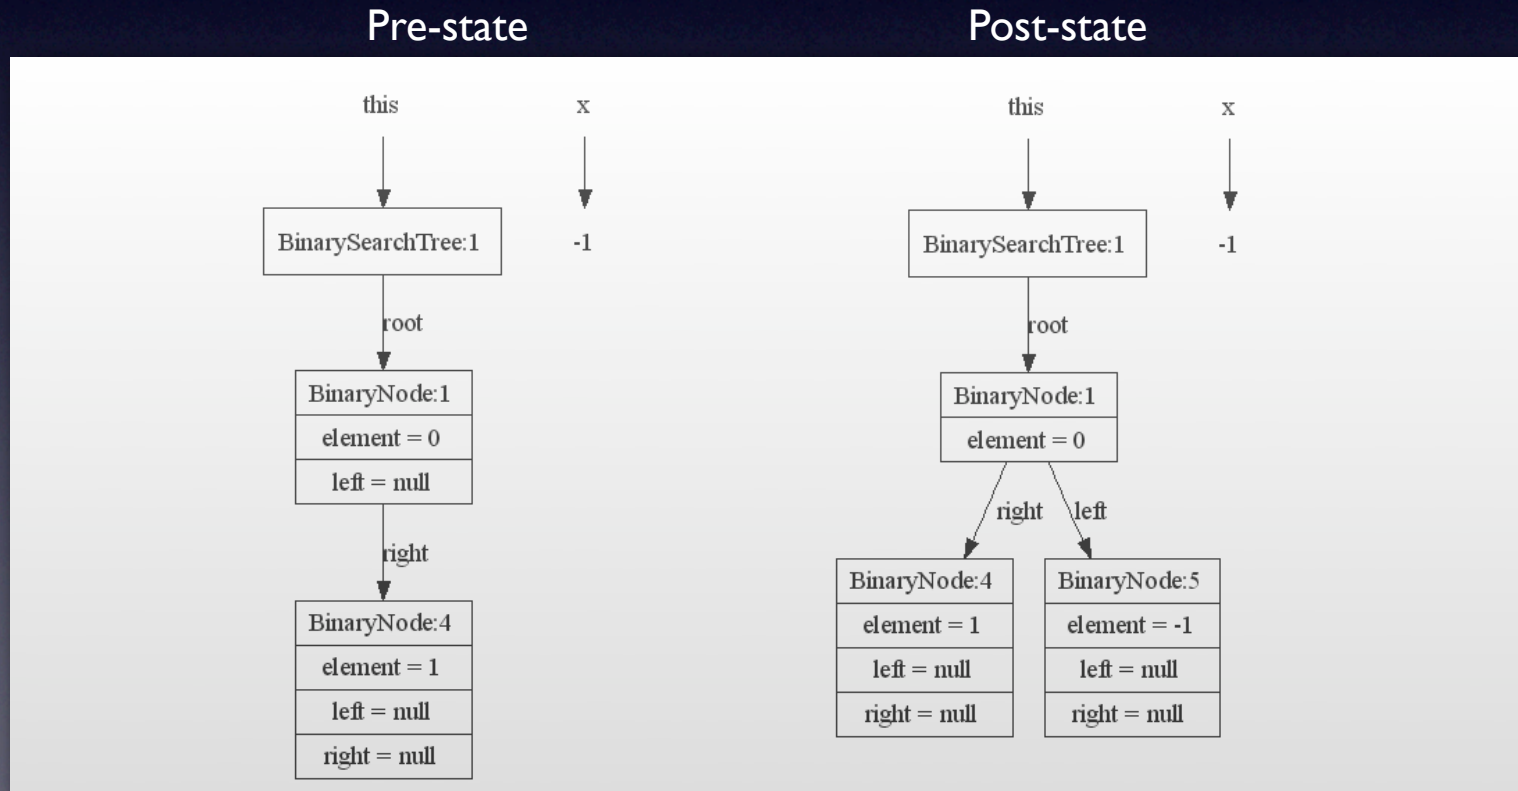 Pre-state
this
x
BinarySearchTree:1
-1
root
BinaryNode:1
element = 0
left = null
right
BinaryNode:4
element = 1
left = null
right = null
Post-state
this
x
BinarySearchTree:1
-1
root
BinaryNode:1
element = 0
right
left
BinaryNode:4
element = 1
left = null
right = null
BinaryNode:5
element = -1
left = null
right = null